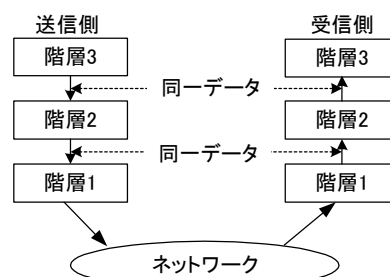 送信側 受信側
階層3 階層3
同一データ
階層2 階層2
同一データ
階層1 階層1
ネットワーク